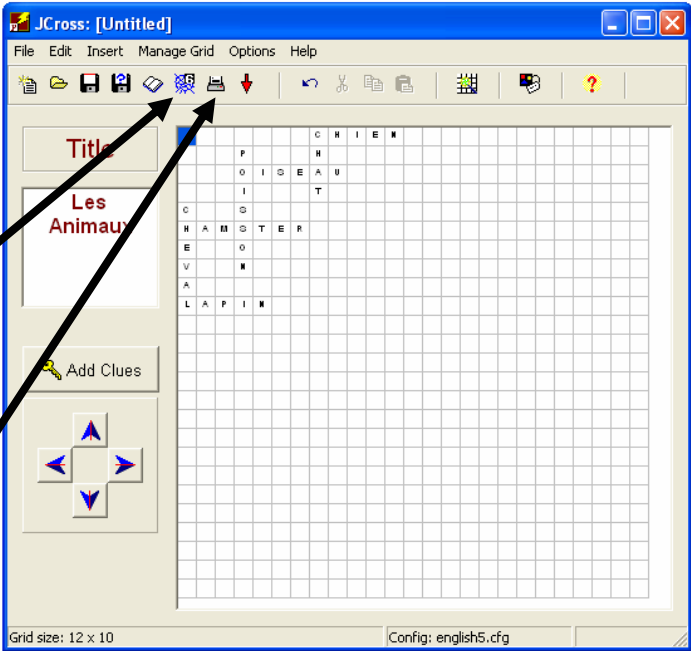 JCross: [Untitled]
File Edit Insert Manage Grid Options Help
Title
Les
Animaux
Add Clues
C H I E N
P H
O I S E A U
I T
C S
H A M S T E R
E O
V N
A
L A P I N
Grid size: 12 x 10
Config: english5.cfg